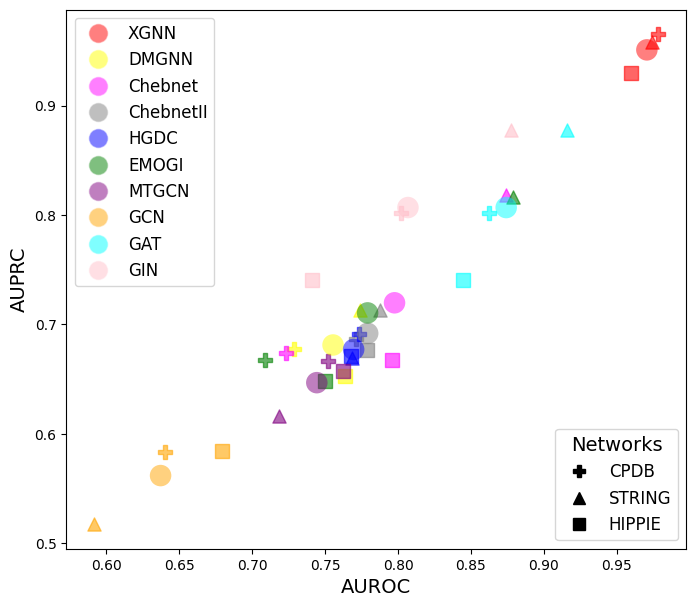 XGNN
DMGNN
Chebnet
ChebnetII
HGDC
EMOGI
MTGCN
GCN
GAT
GIN
0.9
0.8
0.7
0.6
0.5
AUPRC
Networks
CPDB
STRING
HIPPIE
0.60 0.65 0.70 0.75 0.80 0.85 0.90 0.95
AUROC